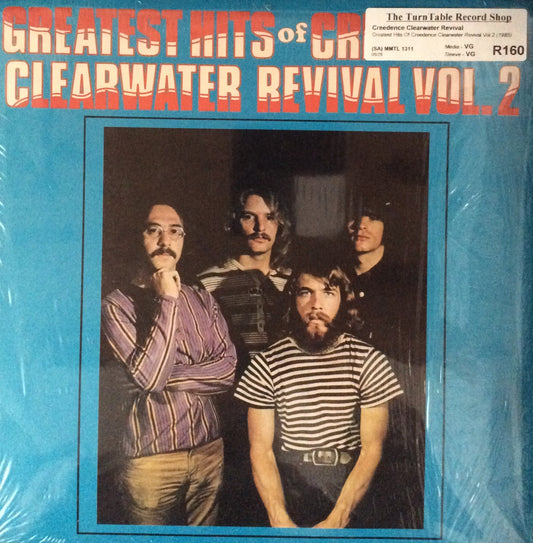 GREATEST HITS of CR
CLEARWATER REVIVAL VOL. 2
The TurnTable Record Shop
Creedence Clearwater Revival
Greatest Hits Of Creedence Clearwater Revival Vol 2 (1985)
(SA) MMTL 1311
Media - VG
Sleeve - VG
R160